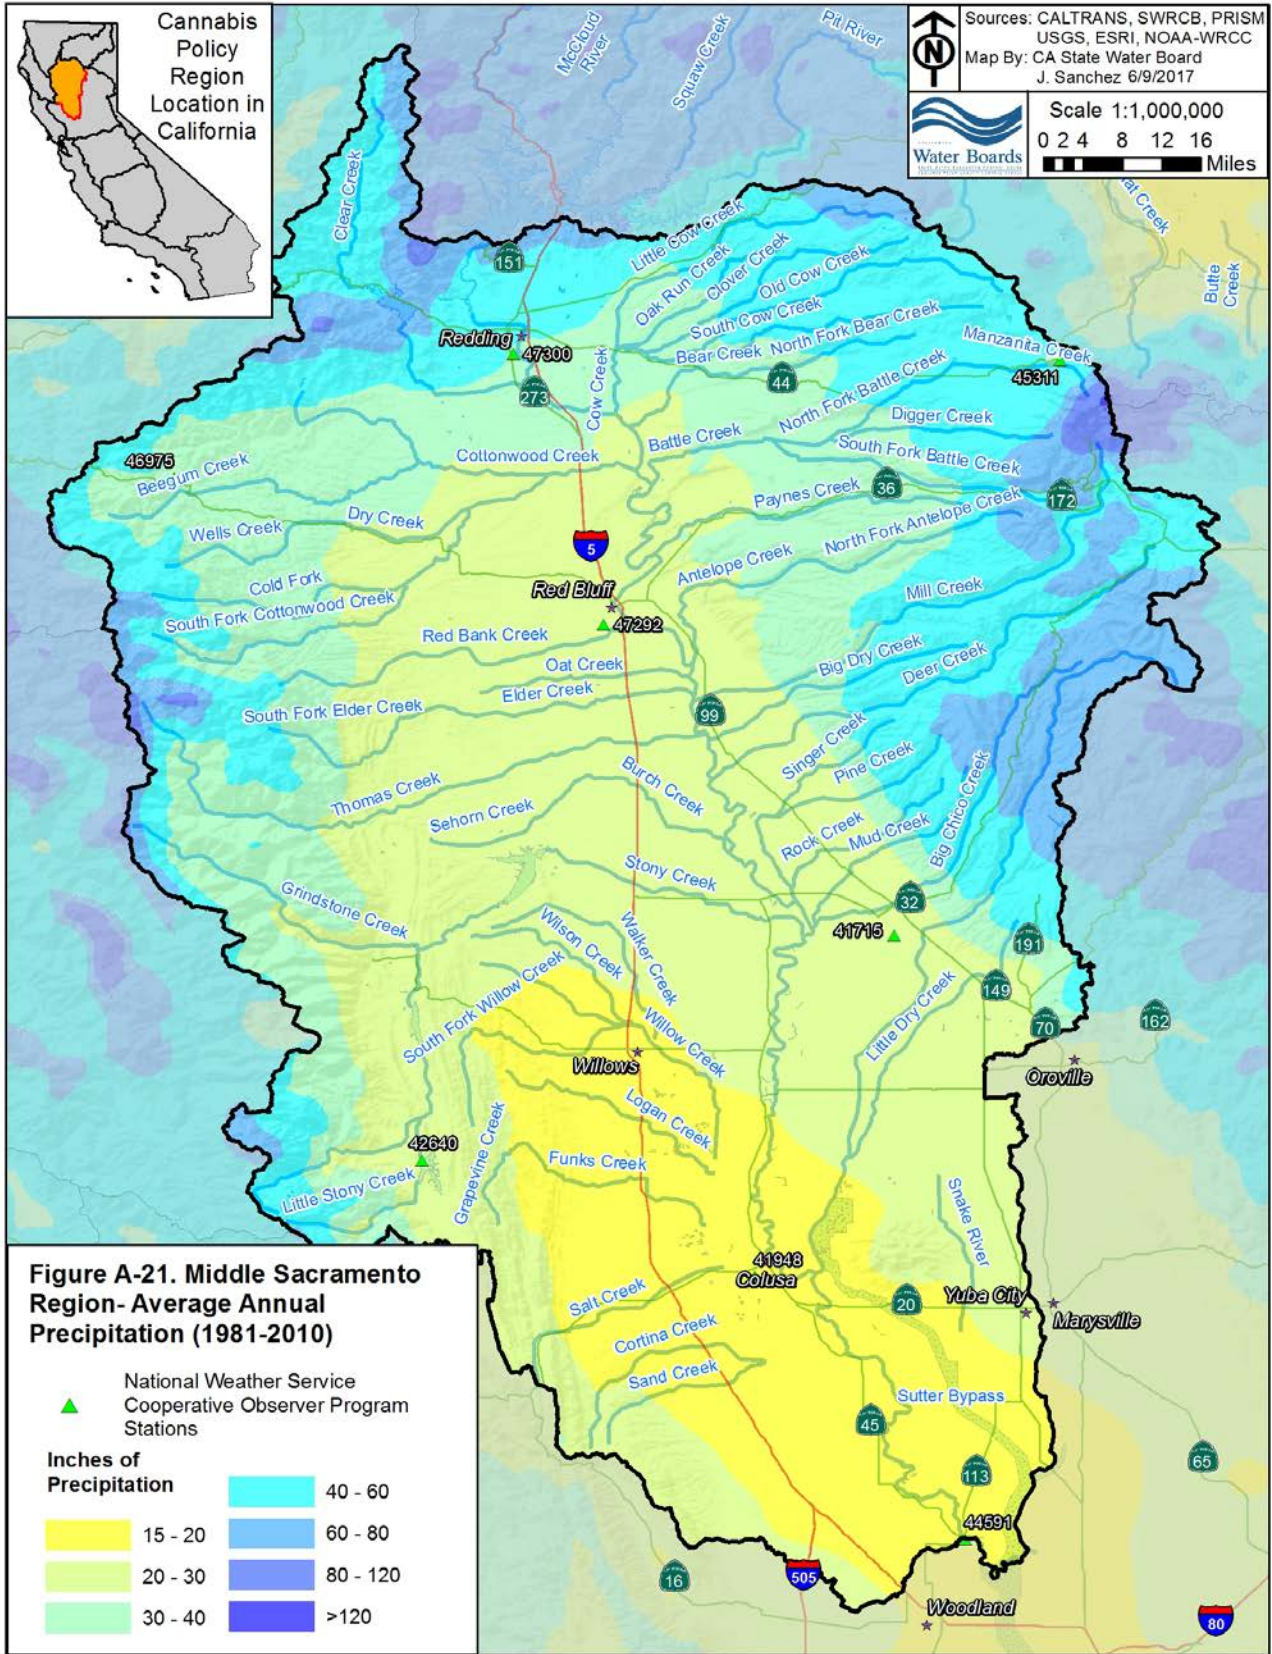 Cannabis
Policy
Region
Location in
California
McCloud
River
Squaw Creek
Pit River
N
Sources: CALTRANS, SWRCB, PRISM
USGS, ESRI, NOAA-WRCC
Map By: CA State Water Board
J. Sanchez 6/9/2017
Water Boards
Scale 1:1,000,000
0 2 4 8 12 16
Miles
Creek
Butte
Creek
Clear Creek
151
Little Cow Creek
Oak Run Creek
Clover Creek
Old Cow Creek
South Cow Creek
North Fork Bear Creek
Bear Creek
Manzanita Creek
Redding
47300
45311
44
273
Cow Creek
North Fork Battle Creek
Digger Creek
Battle Creek
South Fork Battle Creek
46975
Beegum Creek
Cottonwood Creek
Paynes Creek
36
172
Wells Creek
Dry Creek
North Fork Antelope Creek
5
Antelope Creek
Cold Fork
Red Bluff
Mill Creek
South Fork Cottonwood Creek
47292
Red Bank Creek
Oat Creek
Big Dry Creek
Deer Creek
Elder Creek
South Fork Elder Creek
99
Singer Creek
Pine Creek
Burch Creek
Thomas Creek
Sehorn Creek
Rock Creek
Mud Creek
Big Chico Creek
Stony Creek
Grindstone Creek
32
41715
191
Wilson Creek
Walker Creek
South Fork Willow Creek
149
Little Dry Creek
Willow Creek
70
162
Willows
Oroville
Logan Creek
42640
Grapevine Creek
Funks Creek
Little Stony Creek
Snake River
41948
Colusa
Salt Creek
20
Yuba City
Marysville
Cortina Creek
Sand Creek
Sutter Bypass
45
65
113
44591
16
505
Woodland
80
Figure A-21. Middle Sacramento
Region- Average Annual
Precipitation (1981-2010)
National Weather Service
Cooperative Observer Program
Stations
Inches of
Precipitation
15 - 20
20 - 30
30 - 40
40 - 60
60 - 80
80 - 120
>120